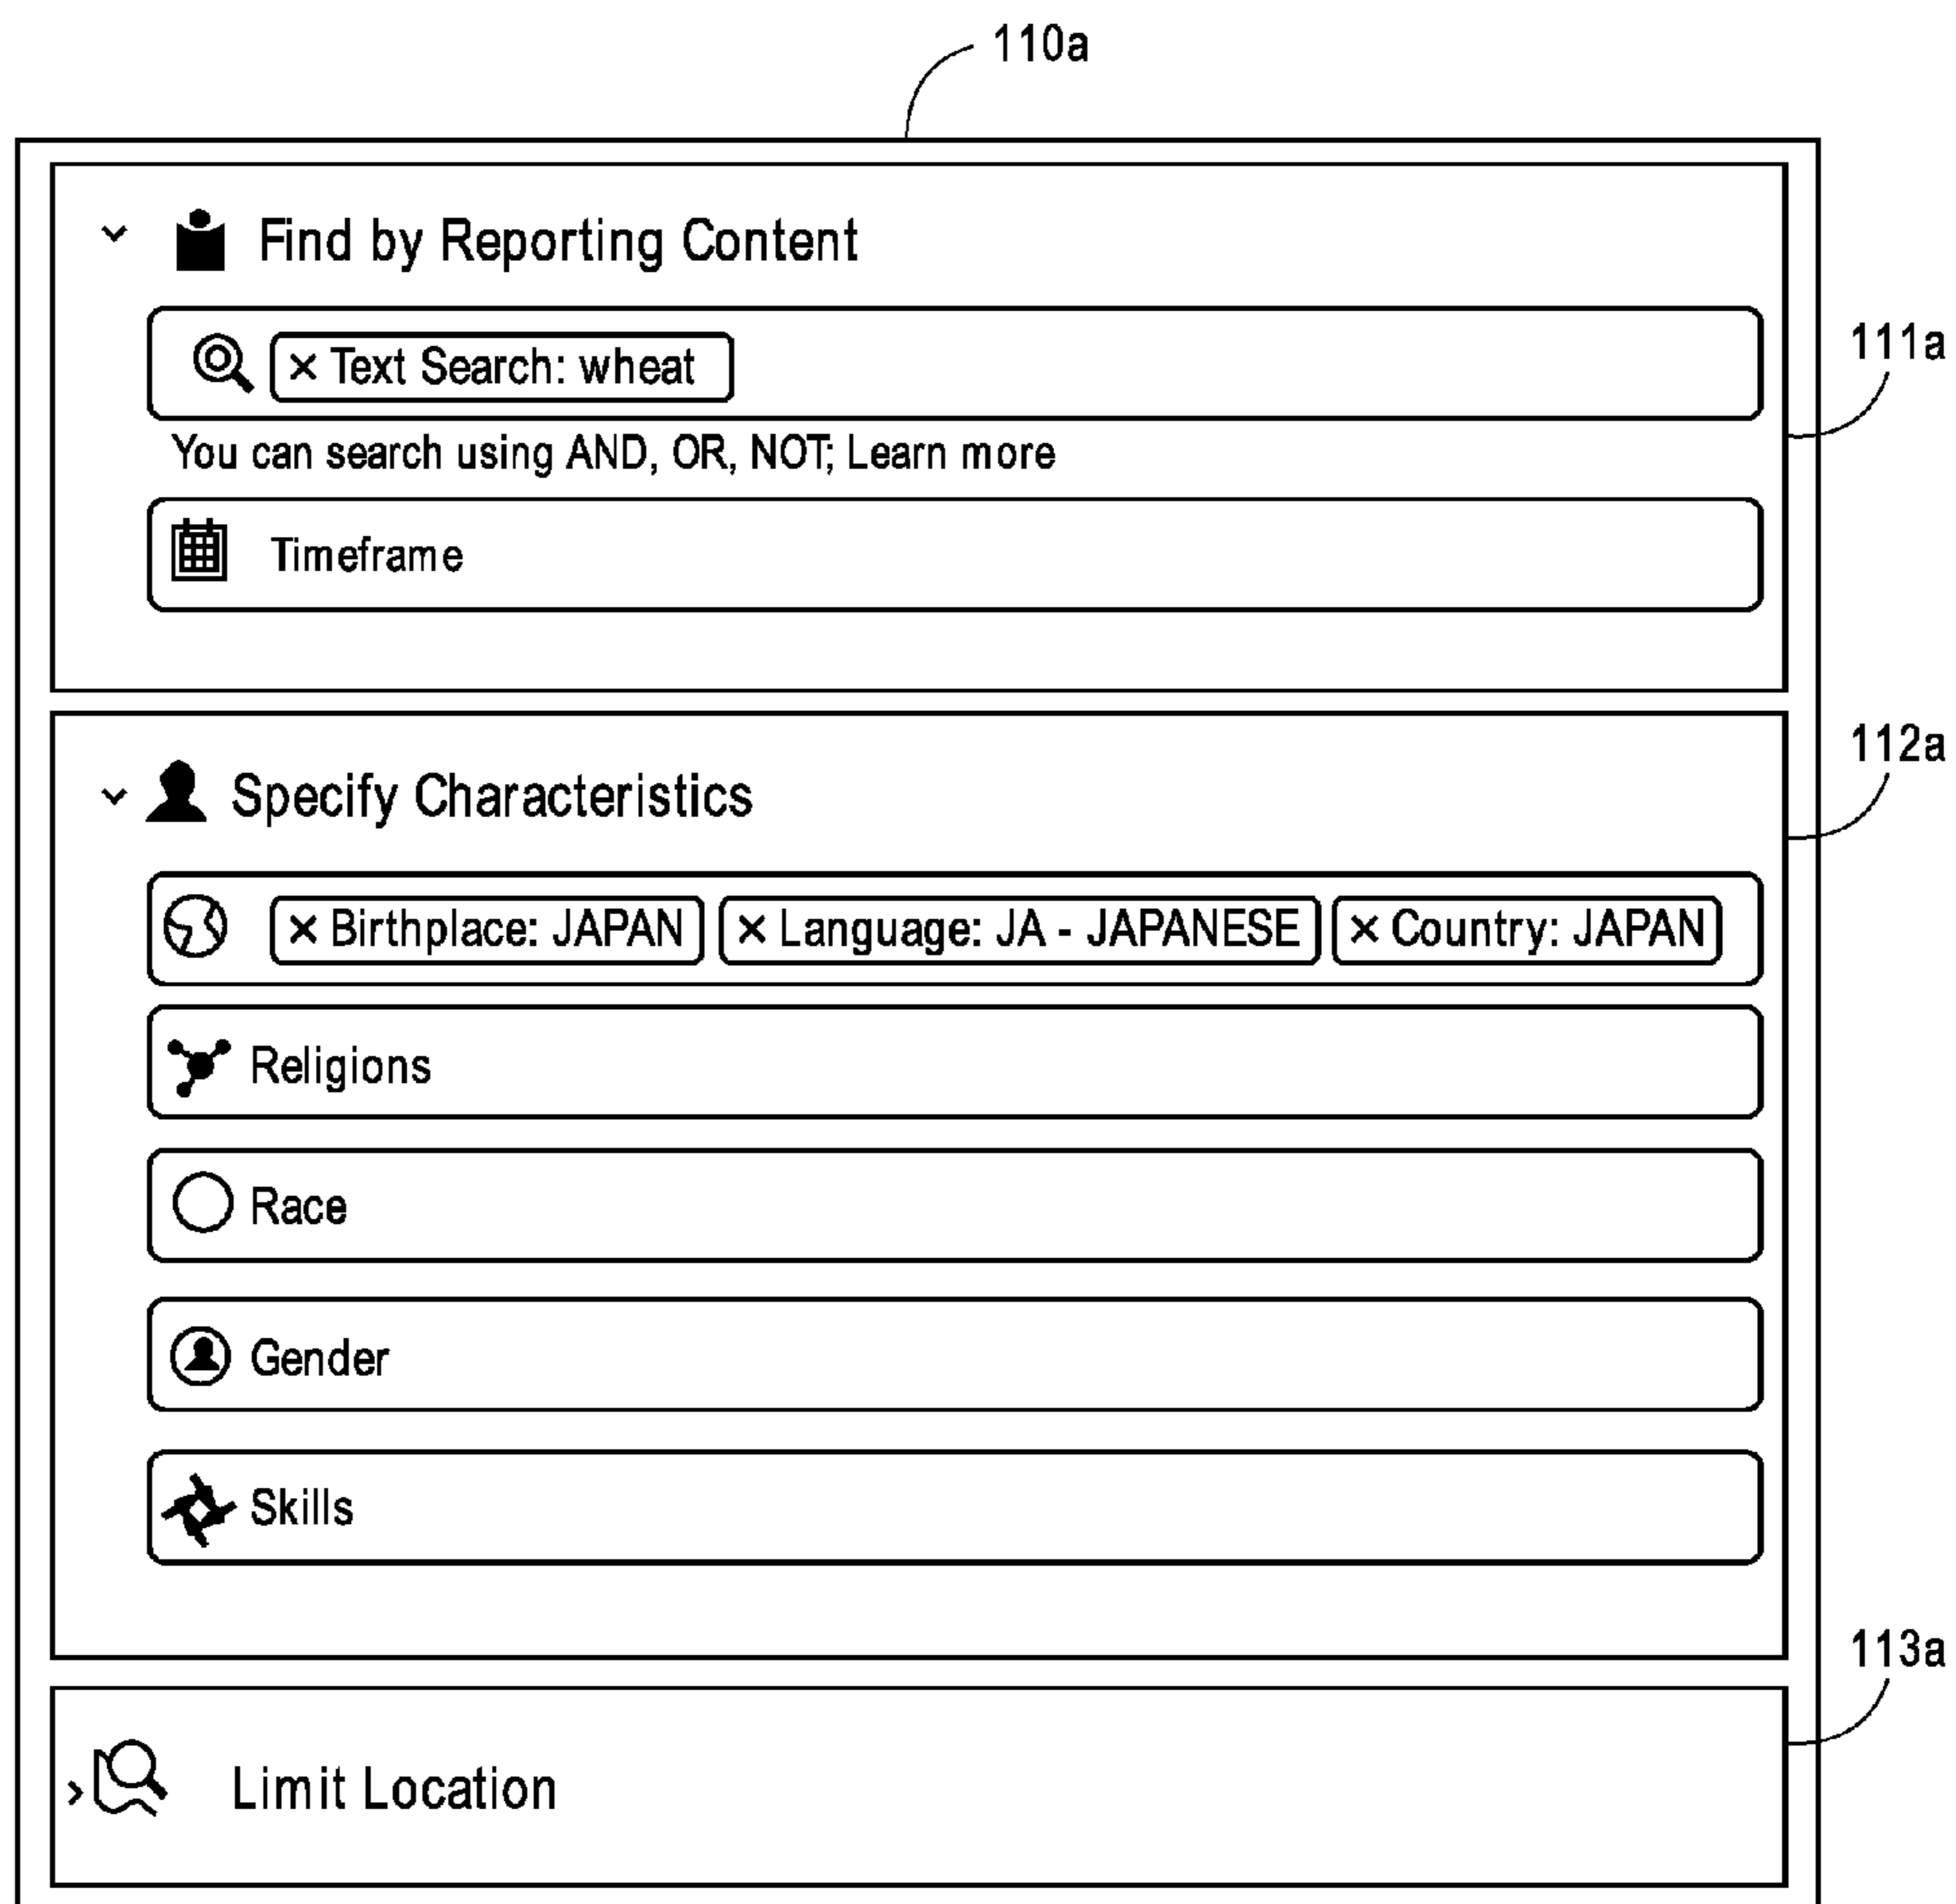 110a
Find by Reporting Content
× Text Search: wheat
111a
You can search using AND, OR, NOT; Learn more
Timeframe
112a
Specify Characteristics
× Birthplace: JAPAN × Language: JA - JAPANESE × Country: JAPAN
Religions
Race
Gender
Skills
113a
Limit Location